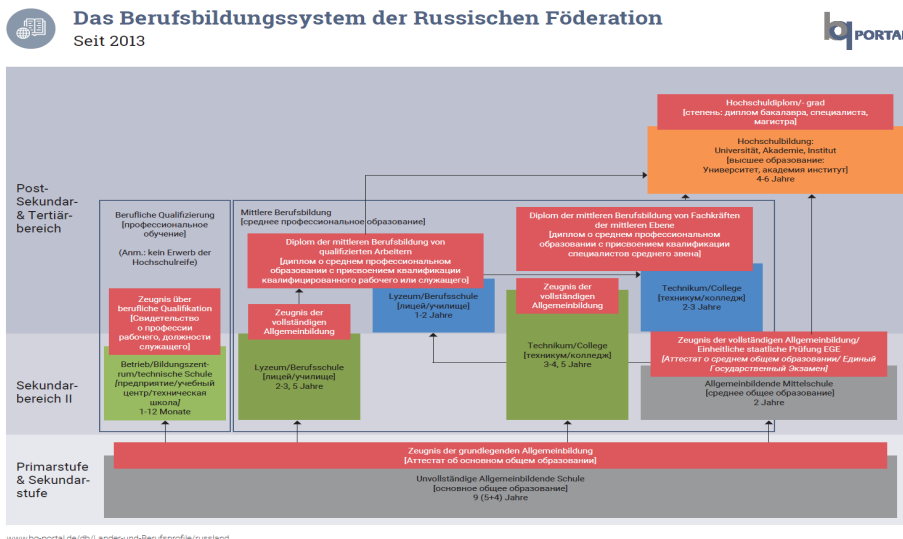 Das Berufsbildungssystem der Russischen Föderation
Seit 2013
bq PORTAL
Hochschuldiplom/- grad
[степень: диплом бакалавра, специалиста,
магистра]
Hochschulbildung:
Universität, Akademie, Institut
[высшее образование:
Университет, академия институт]
4-6 Jahre
Post-
Sekundar-
& Tertiär-
bereich
Berufliche Qualifizierung
[профессиональное
обучение]
(Anm.: kein Erwerb der
Hochschulreife)
Mittlere Berufsbildung
[среднее профессиональное образование]
Diplom der mittleren Berufsbildung von
qualifizierten Arbeitern
[диплом о среднем профессиональном
образовании с присвоением квалификации
квалифицированного рабочего или служащего]
Diplom der mittleren Berufsbildung von Fachkräften
der mittleren Ebene
[диплом о среднем профессиональном
образовании с присвоением квалификации
специалистов среднего звена]
Lyzeum/Berufsschule
[лицей/училище]
1-2 Jahre
Technikum/College
[техникум/колледж]
2-3 Jahre
Zeugnis über
berufliche Qualifikation
[Свидетельство
о профессии
рабочего, должности
служащего]
Zeugnis der
vollständigen
Allgemeinbildung
Zeugnis der
vollständigen
Allgemeinbildung
Zeugnis der vollständigen Allgemeinbildung/
Einheitliche staatliche Prüfung EGE
[Аттестат о среднем общем образовании/ Единый
Государственный Экзамен]
Sekundar-
bereich II
Betrieb/Bildungszent-
rum/technische Schule
[предприятие/учебный
центр/техническая
школа]
1-12 Monate
Lyzeum/Berufsschule
[лицей/училище]
2-3, 5 Jahre
Technikum/College
[техникум/колледж]
3-4, 5 Jahre
Allgemeinbildende Mittelschule
[среднее общее образование]
2 Jahre
Primarstufe
& Sekundar-
stufe
Zeugnis der grundlegenden Allgemeinbildung
[Аттестат об основном общем образовании]
Unvollständige Allgemeinbildende Schule
[основное общее образование]
9 (5+4) Jahre
www.bq-portal.de/db/Länder-und-Berufsprofile/russland